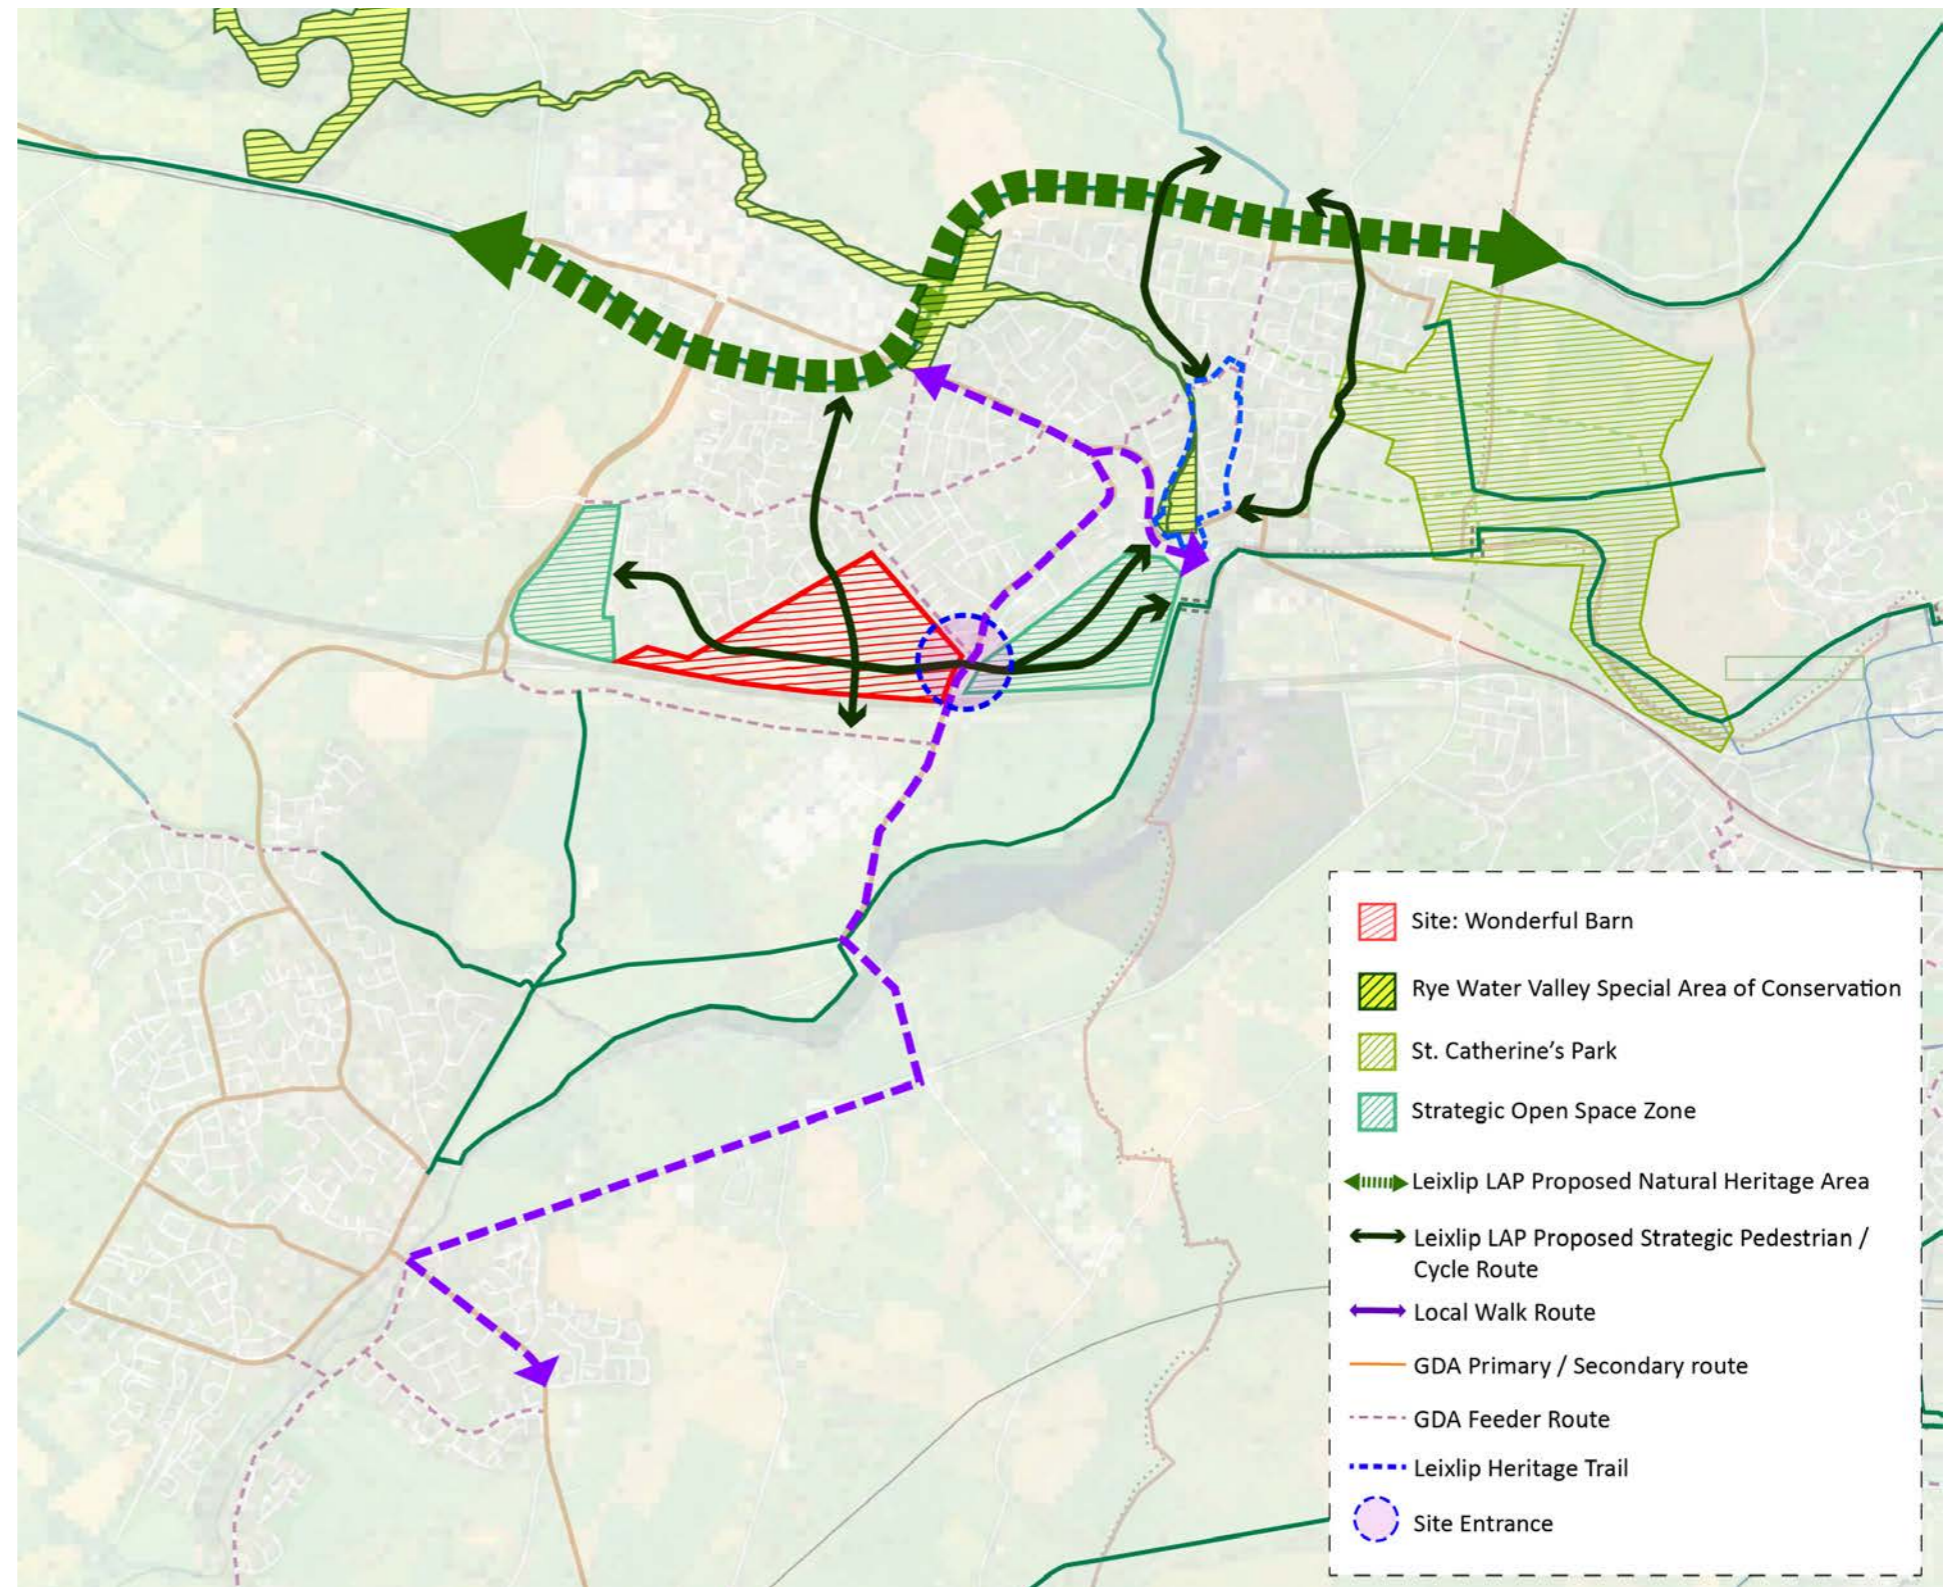 Site: Wonderful Barn
Rye Water Valley Special Area of Conservation
St. Catherine's Park
Strategic Open Space Zone
Leixlip LAP Proposed Natural Heritage Area
Leixlip LAP Proposed Strategic Pedestrian /
Cycle Route
Local Walk Route
GDA Primary / Secondary route
GDA Feeder Route
Leixlip Heritage Trail
Site Entrance